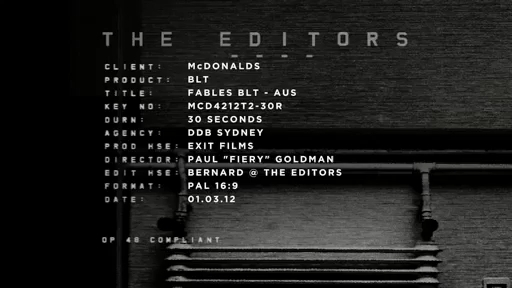 THE EDITORS
CLIENT: McDONALDS
PRODUCT: BLT
TITLE: FABLES BLT - AUS
KEY NO: MCD4212T2-30R
DURN: 30 SECONDS
AGENCY: DDB SYDNEY
PROD HSE: EXIT FILMS
DIRECTOR: PAUL "FIERY" GOLDMAN
EDIT HSE: BERNARD @ THE EDITORS
FORMAT: PAL 16:9
DATE: 01.03.12
OP 48 COMPLIANT